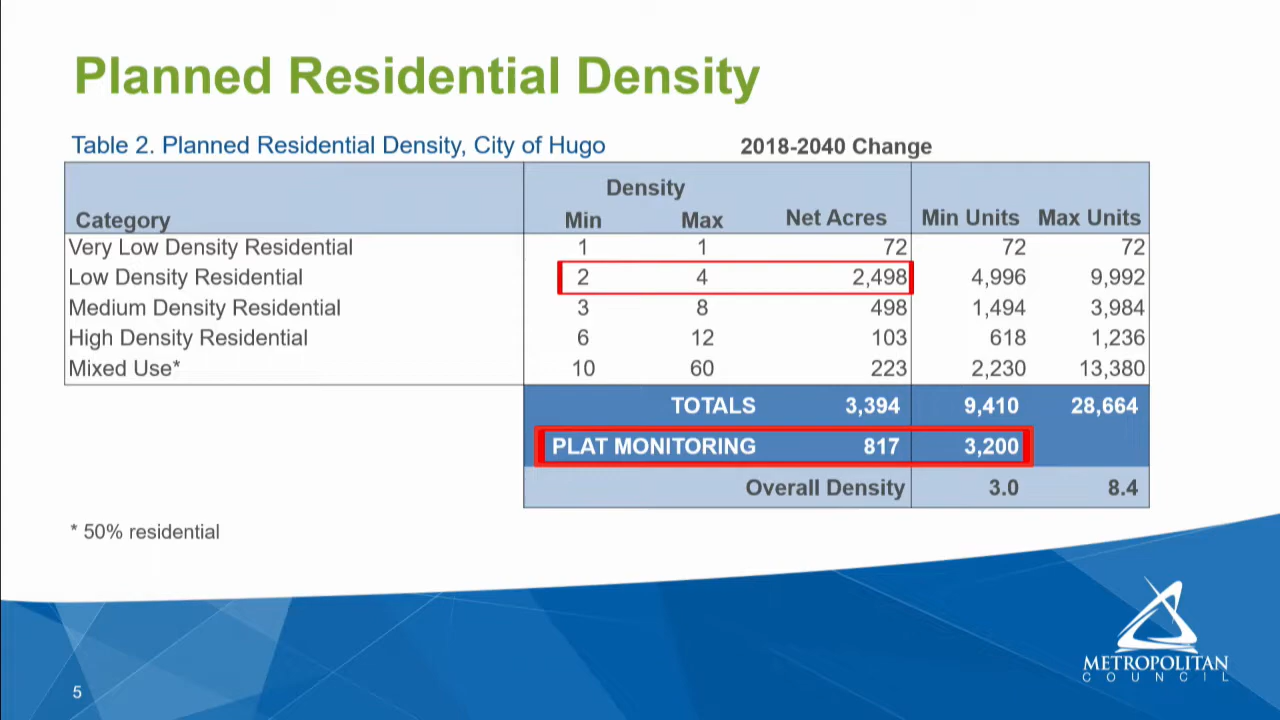 Planned Residential Density
Table 2. Planned Residential Density, City of Hugo 2018-2040 Change
Density
Category Min Max Net Acres Min Units Max Units
Very Low Density Residential 1 1 72 72 72
Low Density Residential 2 4 2,498 4,996 9,992
Medium Density Residential 3 8 498 1,494 3,984
High Density Residential 6 12 103 618 1,236
Mixed Use* 10 60 223 2,230 13,380
TOTALS 3,394 9,410 28,664
PLAT MONITORING 817 3,200
Overall Density 3.0 8.4
* 50% residential
METROPOLITAN
COUNCIL
5